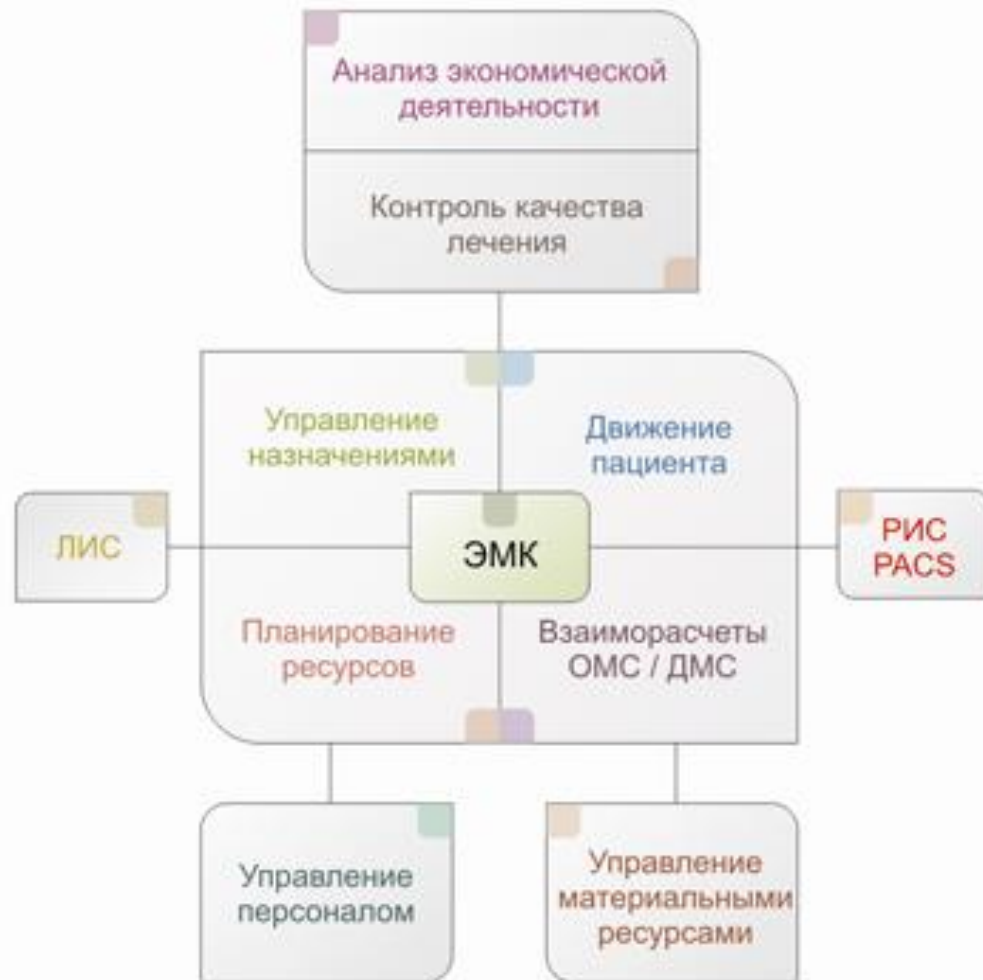 Анализ экономической
деятельности
Контроль качества
лечения
Управление
назначениями
Движение
пациента
ЛИС
ЭМК
РИС
PACS
Планирование
ресурсов
Взаиморасчеты
ОМС / ДМС
Управление
персоналом
Управление
материальными
ресурсами